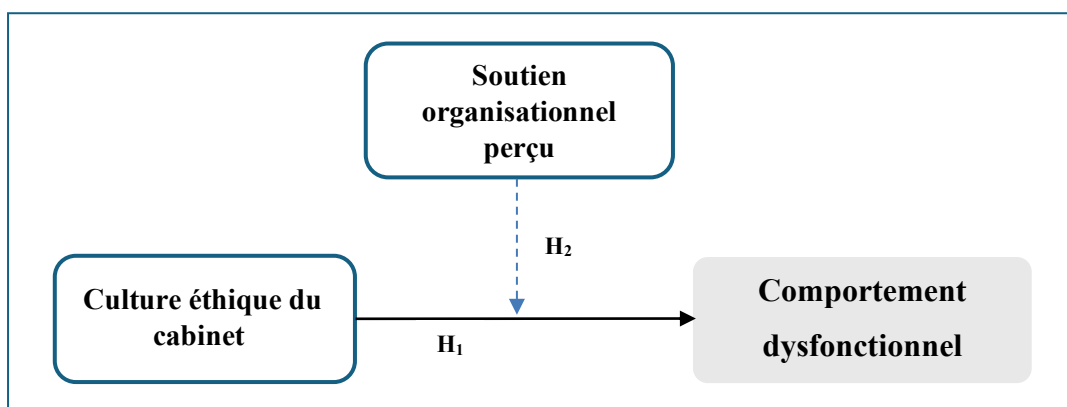 Soutien
organisationnel
perçu
H₂
Culture éthique du
cabinet
H₁
Comportement
dysfonctionnel